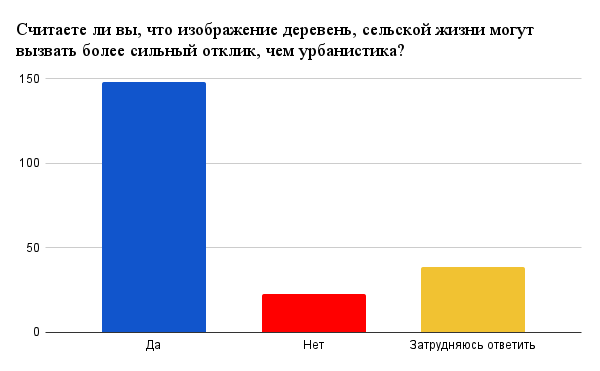 Считаете ли вы, что изображение деревень, сельской жизни могут
вызвать более сильный отклик, чем урбанистика?
150
100
50
0
Да Нет Затрудняюсь ответить